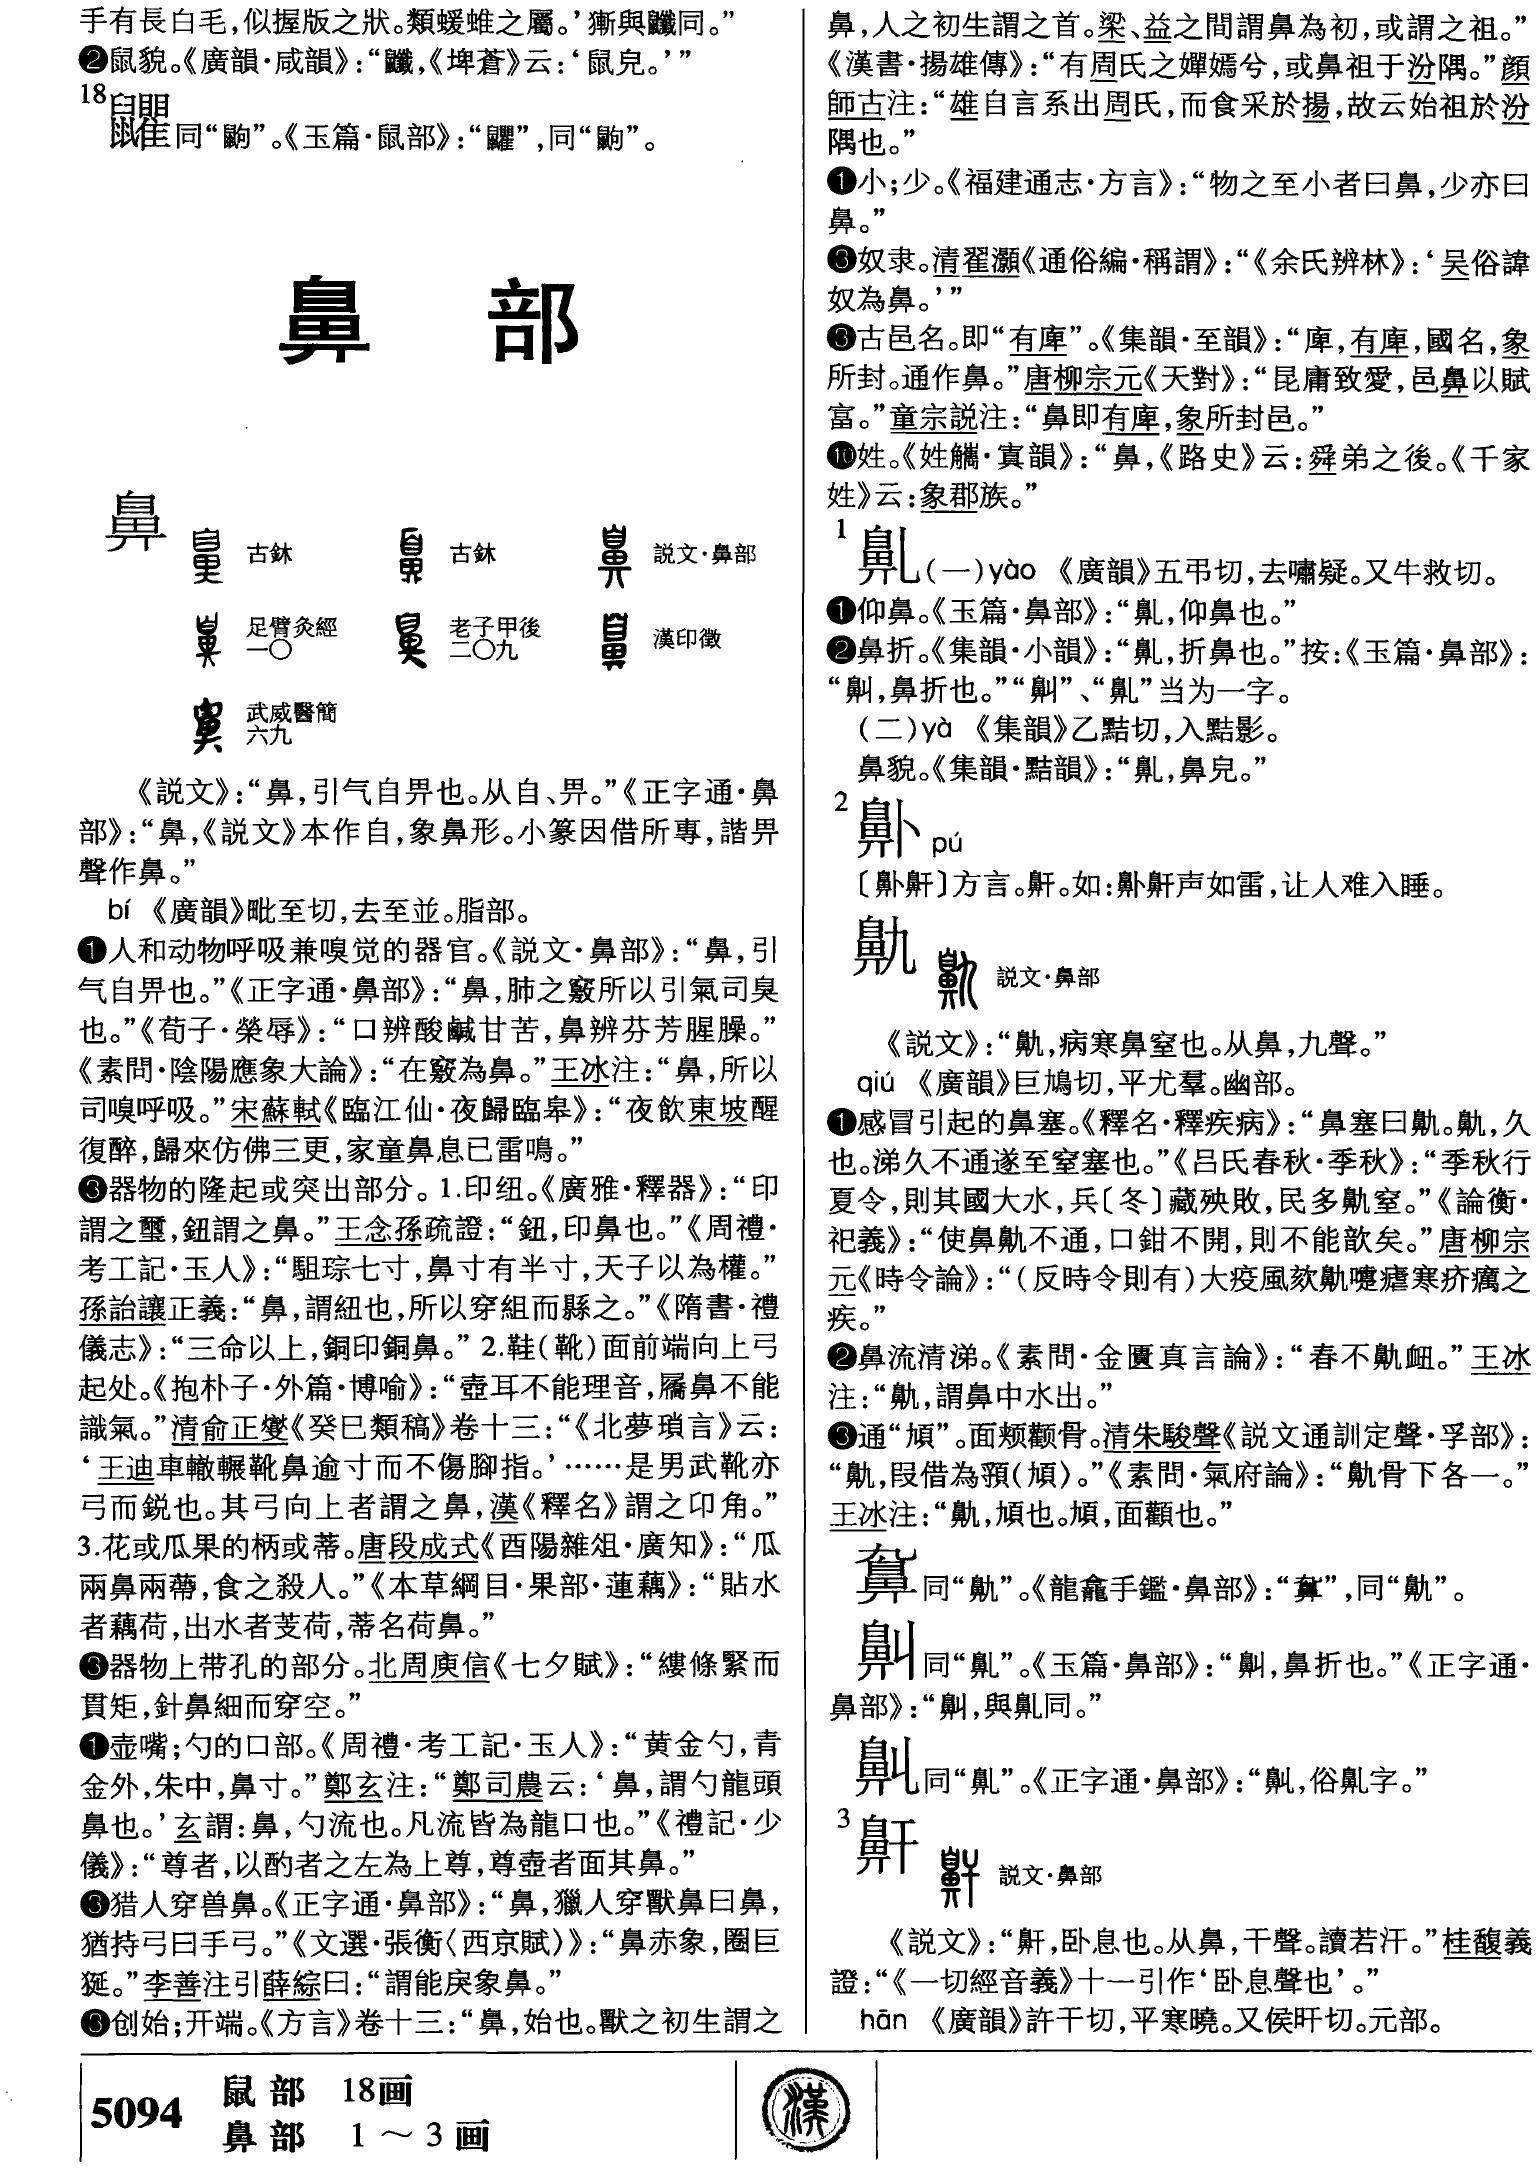 手有長白毛，似握版之狀。類蝯蜼之屬。’獑與䶫同。”
❷鼠貌。《廣韻·咸韻》：“䶫，《埤蒼》云：‘鼠皃。’”
18
同“鼩”。《玉篇·鼠部》：“”，同“鼩”。
鼻 部
鼻
古鉢 古鉢 説文·鼻部
足臂灸經一〇 老子甲後二〇九 漢印徵
武威醫簡六九
《説文》：“鼻，引气自畀也。从自、畀。”《正字通·鼻
部》：“鼻，《説文》本作自，象鼻形。小篆因借所專，諧畀
聲作鼻。”
bí 《廣韻》毗至切，去至並。脂部。
❶人和动物呼吸兼嗅觉的器官。《説文·鼻部》：“鼻，引
气自畀也。”《正字通·鼻部》：“鼻，肺之竅所以引氣司臭
也。”《荀子·榮辱》：“口辨酸鹹甘苦，鼻辨芬芳腥臊。”
《素問·陰陽應象大論》：“在竅為鼻。”王冰注：“鼻，所以
司嗅呼吸。”宋蘇軾《臨江仙·夜歸臨皋》：“夜飲東坡醒
復醉，歸來仿佛三更，家童鼻息已雷鳴。”
❸器物的隆起或突出部分。1.印纽。《廣雅·釋器》：“印
謂之璽，鈕謂之鼻。”王念孫疏證：“鈕，印鼻也。”《周禮·
考工記·玉人》：“駔琮七寸，鼻寸有半寸，天子以為權。”
孫詒讓正義：“鼻，謂紐也，所以穿組而縣之。”《隋書·禮
儀志》：“三命以上，銅印銅鼻。”2.鞋（靴）面前端向上弓
起处。《抱朴子·外篇·博喻》：“壺耳不能理音，屩鼻不能
識氣。”清俞正燮《癸巳類稿》卷十三：“《北夢瑣言》云：
‘王迪車轍輾靴鼻逾寸而不傷腳指。’……是男武靴亦
弓而鋭也。其弓向上者謂之鼻，漢《釋名》謂之卬角。”
3.花或瓜果的柄或蒂。唐段成式《酉陽雜俎·廣知》：“瓜
兩鼻兩蔕，食之殺人。”《本草綱目·果部·蓮藕》：“貼水
者藕荷，出水者芰荷，蒂名荷鼻。”
❸器物上带孔的部分。北周庾信《七夕賦》：“縷條緊而
貫矩，針鼻細而穿空。”
❶壶嘴；勺的口部。《周禮·考工記·玉人》：“黄金勺，青
金外，朱中，鼻寸。”鄭玄注：“鄭司農云：‘鼻，謂勺龍頭
鼻也。’玄謂：鼻，勺流也。凡流皆為龍口也。”《禮記·少
儀》：“尊者，以酌者之左為上尊，尊壺者面其鼻。”
❸猎人穿兽鼻。《正字通·鼻部》：“鼻，獵人穿獸鼻曰鼻，
猶持弓曰手弓。”《文選·張衡〈西京賦〉》：“鼻赤象，圈巨
狿。”李善注引薛綜曰：“謂能戾象鼻。”
❸创始；开端。《方言》卷十三：“鼻，始也。獸之初生謂之
鼻，人之初生謂之首。梁、益之間謂鼻為初，或謂之祖。”
《漢書·揚雄傳》：“有周氏之嬋嫣兮，或鼻祖于汾隅。”顔
師古注：“雄自言系出周氏，而食采於揚，故云始祖於汾
隅也。”
❶小；少。《福建通志·方言》：“物之至小者曰鼻，少亦曰
鼻。”
❸奴隶。清翟灝《通俗編·稱謂》：“《余氏辨林》：‘吴俗諱
奴為鼻。’”
❸古邑名。即“有庳”。《集韻·至韻》：“庳，有庳，國名，象
所封。通作鼻。”唐柳宗元《天對》：“昆庸致愛，邑鼻以賦
富。”童宗説注：“鼻即有庳，象所封邑。”
❿姓。《姓觿·寘韻》：“鼻，《路史》云：舜弟之後。《千家
姓》云：象郡族。”
1
鼼（一）yào 《廣韻》五弔切，去嘯疑。又牛救切。
❶仰鼻。《玉篇·鼻部》：“，仰鼻也。”
❷鼻折。《集韻·小韻》：“，折鼻也。”按：《玉篇·鼻部》：
“鼼，鼻折也。”“鼼”、“”当为一字。
（二）yà 《集韻》乙黠切，入黠影。
鼻貌。《集韻·黠韻》：“，鼻皃。”
2
pú
〔鼾〕方言。鼾。如：鼾声如雷，让人难入睡。
鼽
説文·鼻部
《説文》：“鼽，病寒鼻窒也。从鼻，九聲。”
qiú 《廣韻》巨鳩切，平尤羣。幽部。
❶感冒引起的鼻塞。《釋名·釋疾病》：“鼻塞曰鼽。鼽，久
也。涕久不通遂至窒塞也。”《吕氏春秋·季秋》：“季秋行
夏令，則其國大水，兵〔冬〕藏殃敗，民多鼽窒。”《論衡·
祀義》：“使鼻鼽不通，口鉗不開，則不能歆矣。”唐柳宗
元《時令論》：“（反時令則有）大疫風欬鼽嚏瘧寒疥癘之
疾。”
❷鼻流清涕。《素問·金匱真言論》：“春不鼽衄。”王冰
注：“鼽，謂鼻中水出。”
❸通“頄”。面颊颧骨。清朱駿聲《説文通訓定聲·孚部》：
“鼽，叚借為頯（頄）。”《素問·氣府論》：“鼽骨下各一。”
王冰注：“鼽，頄也。頄，面顴也。”
同“鼽”。《龍龕手鑑·鼻部》：“”，同“鼽”。
同“”。《玉篇·鼻部》：“，鼻折也。”《正字通·
鼻部》：“，與同。”
同“”。《正字通·鼻部》：“，俗字。”
3
鼾
説文·鼻部
《説文》：“鼾，卧息也。从鼻，干聲。讀若汗。”桂馥義
證：“《一切經音義》十一引作‘卧息聲也’。”
hān 《廣韻》許干切，平寒曉。又侯旰切。元部。
5094 鼠部 18画
鼻部 1～3画
漢